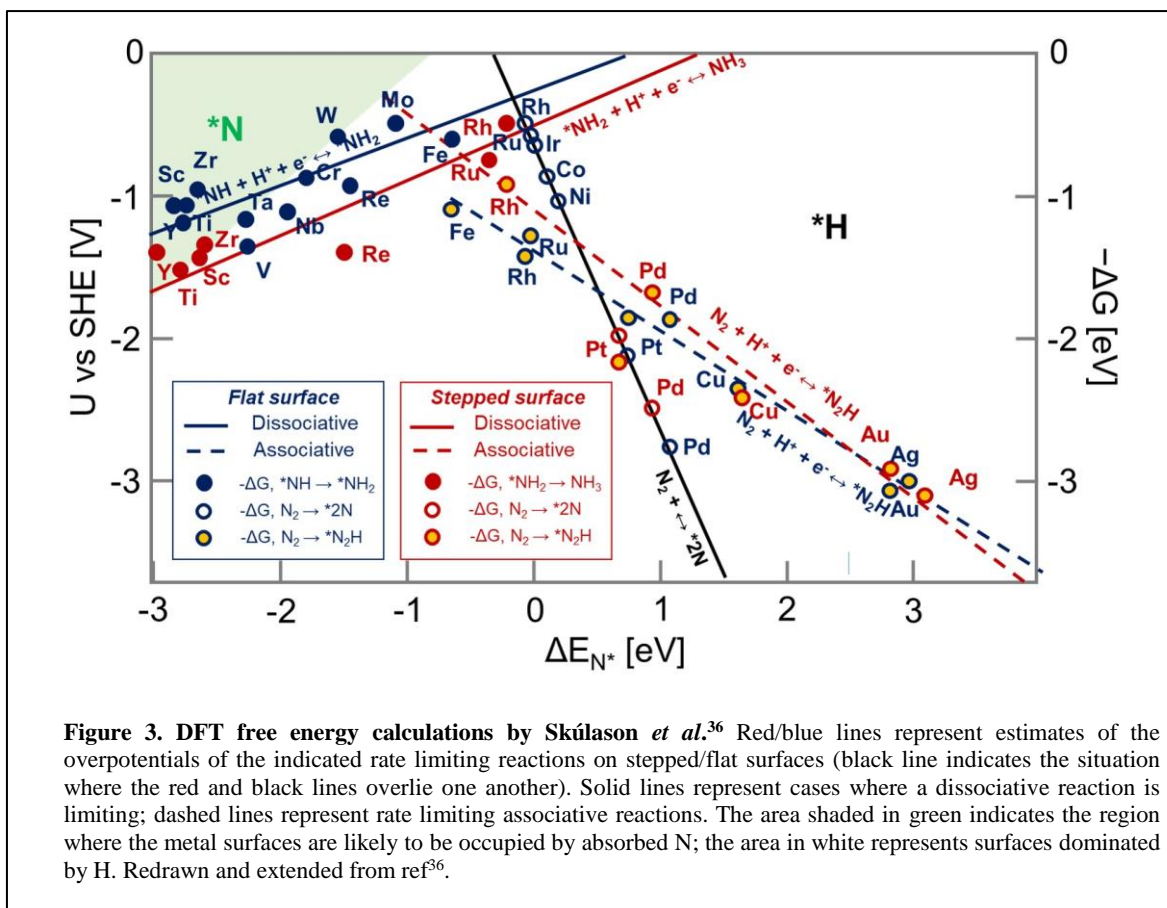 0
-1
-2
-3
U vs SHE [V]
0
-1
-2
-3
−ΔG [eV]
-3
-2
-1
0
1
2
3
ΔE_N* [eV]
*N
*H
NH + H⁺ + e⁻ ↔ *NH₂
*NH₂ + H⁺ + e⁻ ↔ NH₃
N₂ + H⁺ + e⁻ ↔ *N₂H
N₂ + H⁺ + e⁻ ↔ *N₂H
N₂ + ↔ *2N
Sc
Zr
W
Mo
Y
Ti
Ta
Cr
Re
Nb
V
Fe
Y
Ti
Sc
Zr
Re
Rh
Ru
Rh
Ru
Ir
Co
Ni
Rh
Fe
Ru
Rh
Pd
Pd
Pt
Pt
Pd
Pd
Cu
Cu
Au
Ag
Ag
Au
Flat surface
Dissociative
Associative
-ΔG, *NH → *NH₂
-ΔG, N₂ → *2N
-ΔG, N₂ → *N₂H
Stepped surface
Dissociative
Associative
-ΔG, *NH₂ → NH₃
-ΔG, N₂ → *2N
-ΔG, N₂ → *N₂H
Figure 3. DFT free energy calculations by Skúlason et al.³⁶ Red/blue lines represent estimates of the
overpotentials of the indicated rate limiting reactions on stepped/flat surfaces (black line indicates the situation
where the red and black lines overlie one another). Solid lines represent cases where a dissociative reaction is
limiting; dashed lines represent rate limiting associative reactions. The area shaded in green indicates the region
where the metal surfaces are likely to be occupied by absorbed N; the area in white represents surfaces dominated
by H. Redrawn and extended from ref³⁶.